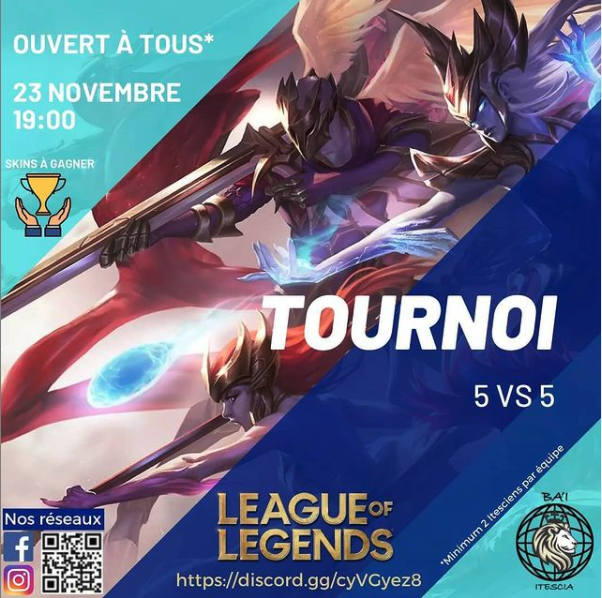 OUVERT À TOUS*
23 NOVEMBRE
19:00
SKINS À GAGNER
TOURNOI
5 VS 5
*Minimum 2 Itesciens par équipe
Nos réseaux
LEAGUE OF
LEGENDS
https://discord.gg/cyVGyez8
BA'I
ITESCIA